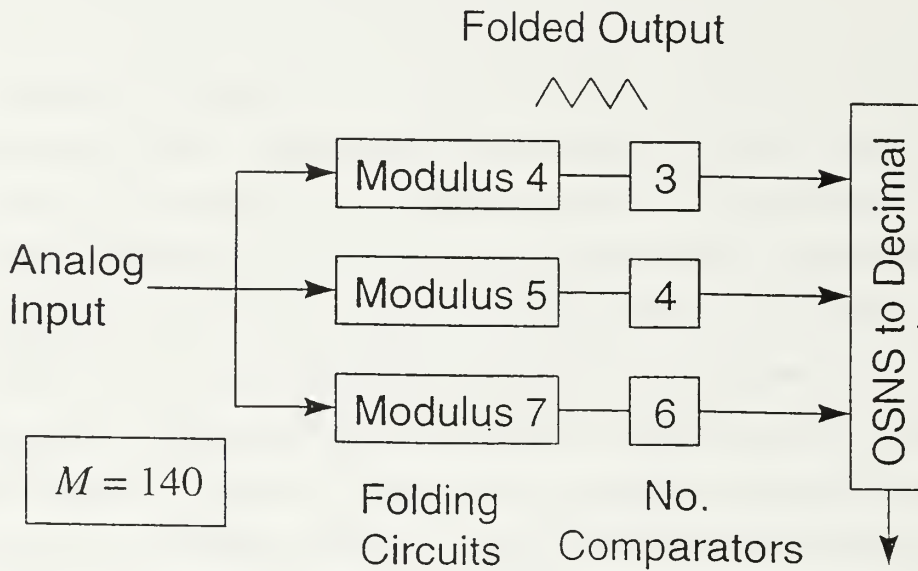 Folded Output
Modulus 4
3
Analog
Input
Modulus 5
4
Modulus 7
6
OSNS to Decimal
M = 140
Folding
Circuits
No.
Comparators